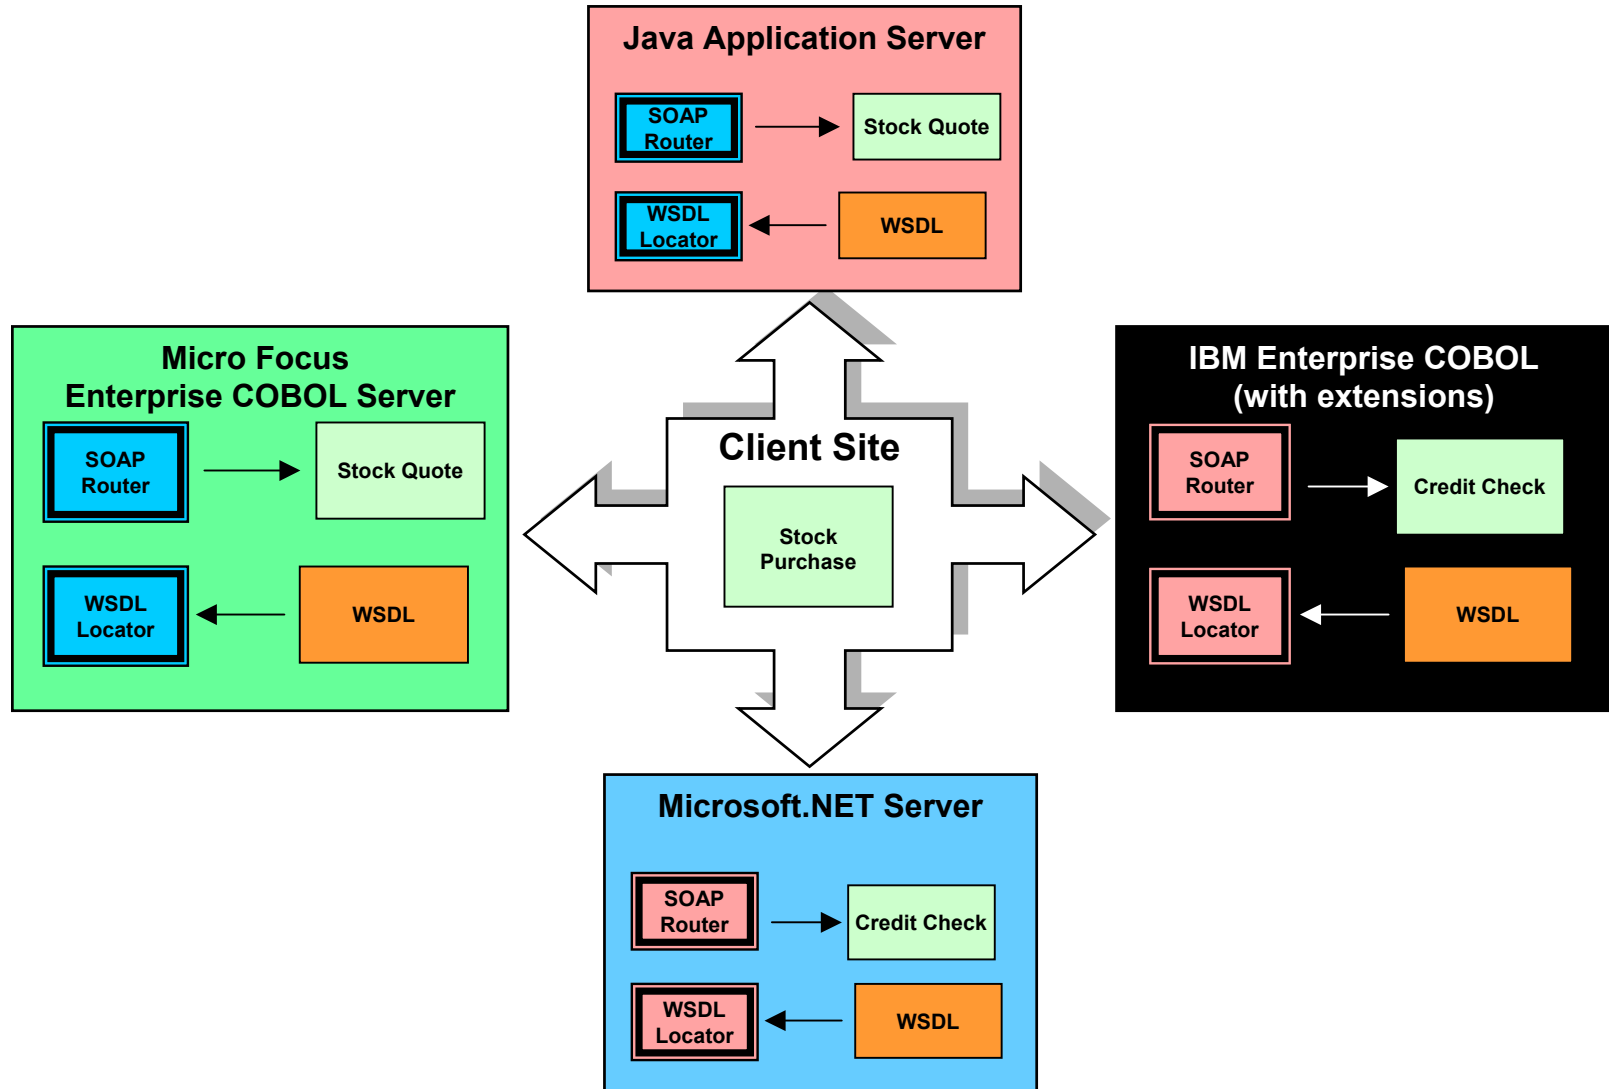 Java Application Server
SOAP
Router
Stock Quote
WSDL
Locator
WSDL
Micro Focus
Enterprise COBOL Server
SOAP
Router
Stock Quote
WSDL
Locator
WSDL
Client Site
Stock
Purchase
IBM Enterprise COBOL
(with extensions)
SOAP
Router
Credit Check
WSDL
Locator
WSDL
Microsoft.NET Server
SOAP
Router
Credit Check
WSDL
Locator
WSDL